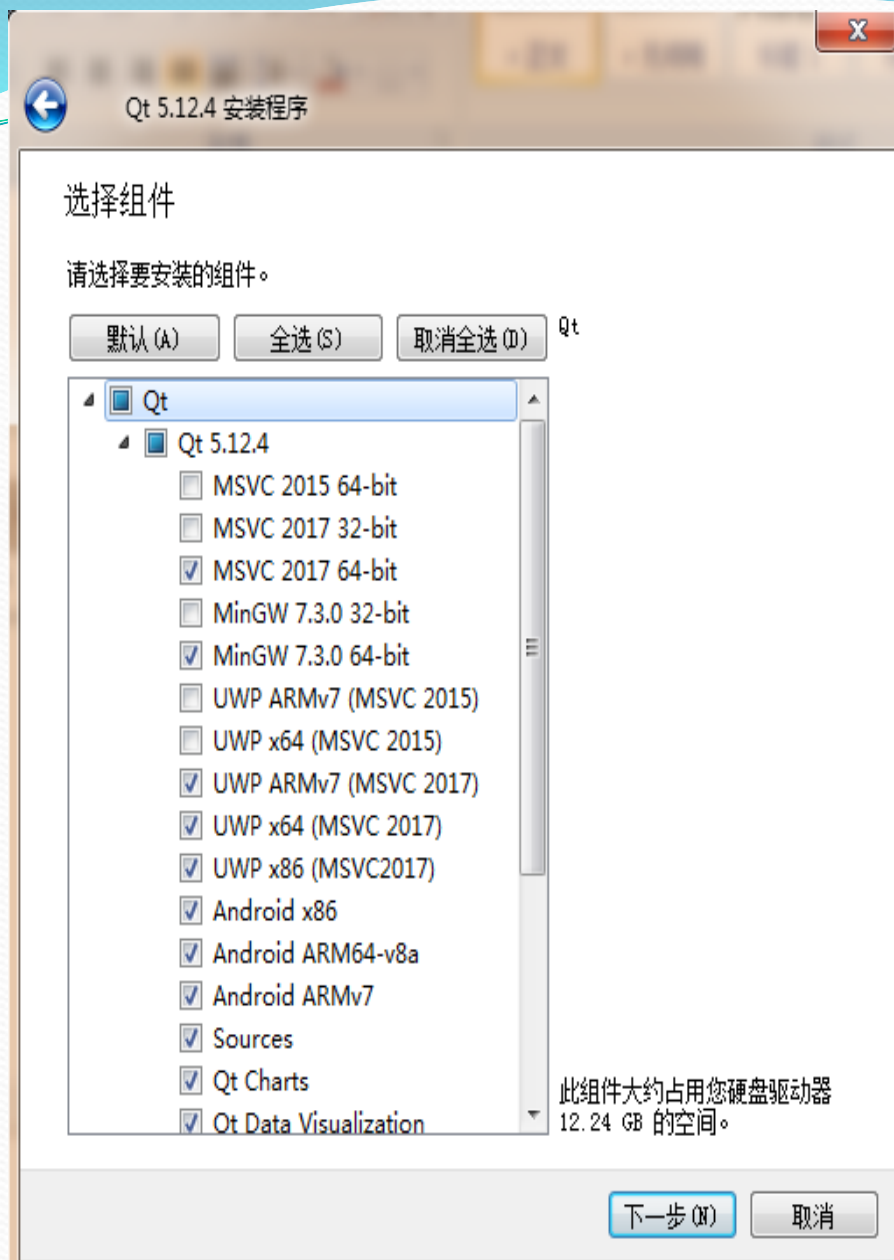 Qt 5.12.4 安装程序
选择组件
请选择要安装的组件。
默认(A) 全选(S) 取消全选(D) Qt
Qt
Qt 5.12.4
MSVC 2015 64-bit
MSVC 2017 32-bit
MSVC 2017 64-bit
MinGW 7.3.0 32-bit
MinGW 7.3.0 64-bit
UWP ARMv7 (MSVC 2015)
UWP x64 (MSVC 2015)
UWP ARMv7 (MSVC 2017)
UWP x64 (MSVC 2017)
UWP x86 (MSVC2017)
Android x86
Android ARM64-v8a
Android ARMv7
Sources
Qt Charts
Qt Data Visualization
此组件大约占用您硬盘驱动器
12.24 GB 的空间。
下一步(N) 取消